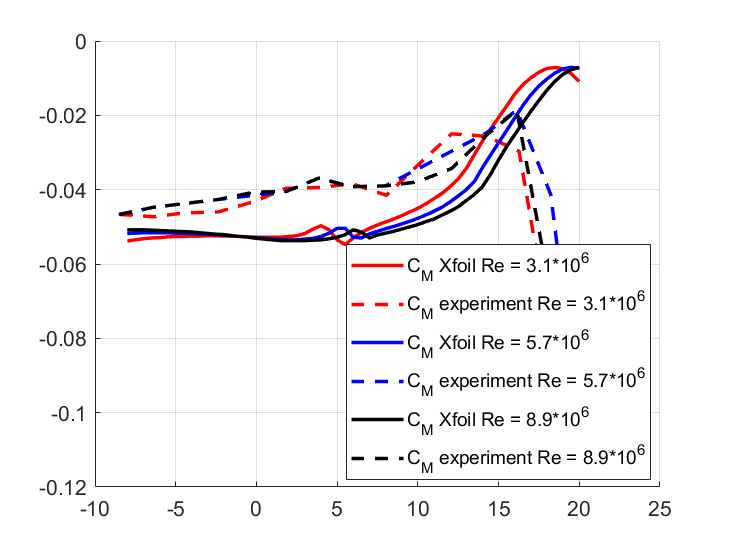 0
-0.02
-0.04
-0.06
-0.08
-0.1
-0.12
-10 -5 0 5 10 15 20 25
C_M Xfoil Re = 3.1*10^6
C_M experiment Re = 3.1*10^6
C_M Xfoil Re = 5.7*10^6
C_M experiment Re = 5.7*10^6
C_M Xfoil Re = 8.9*10^6
C_M experiment Re = 8.9*10^6